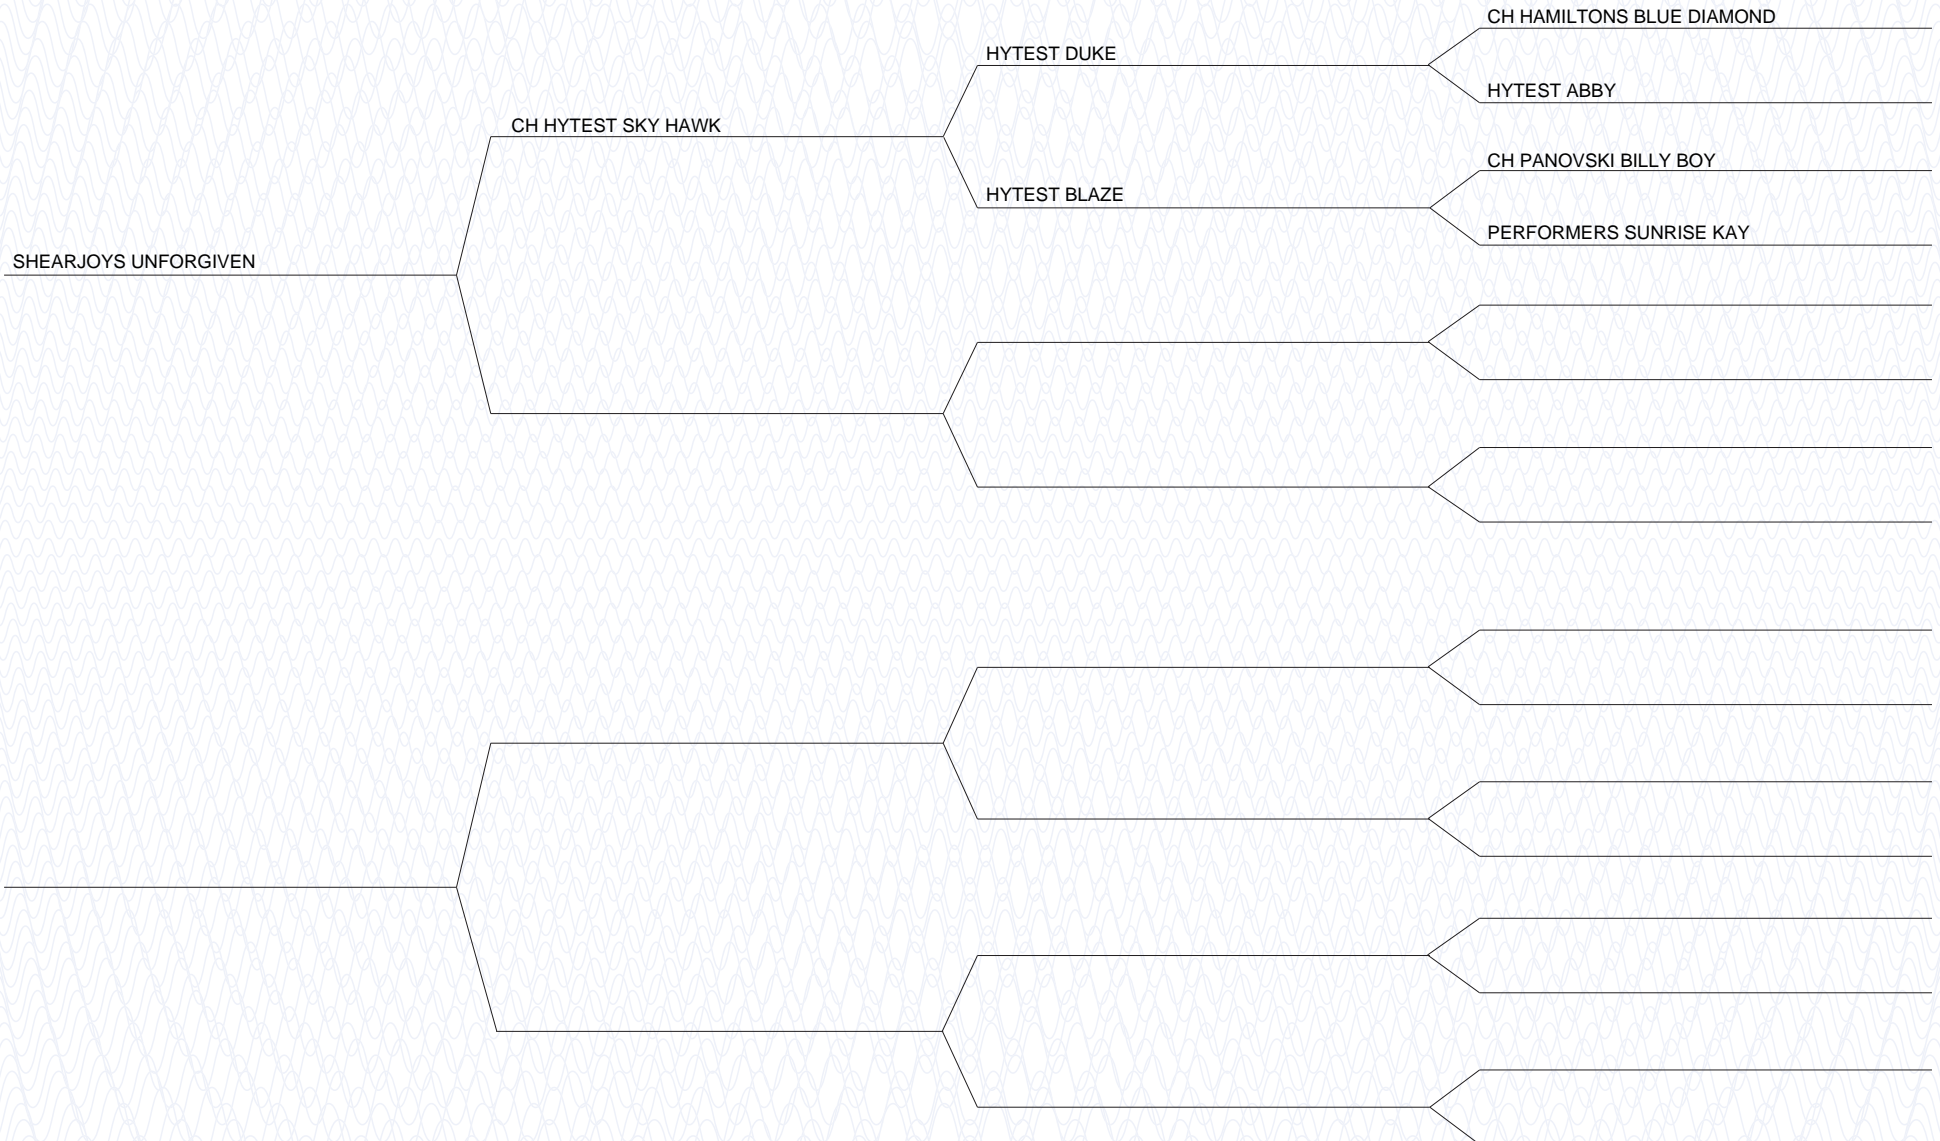 CH HAMILTONS BLUE DIAMOND
HYTEST DUKE
HYTEST ABBY
CH HYTEST SKY HAWK
CH PANOVSKI BILLY BOY
HYTEST BLAZE
PERFORMERS SUNRISE KAY
SHEARJOYS UNFORGIVEN